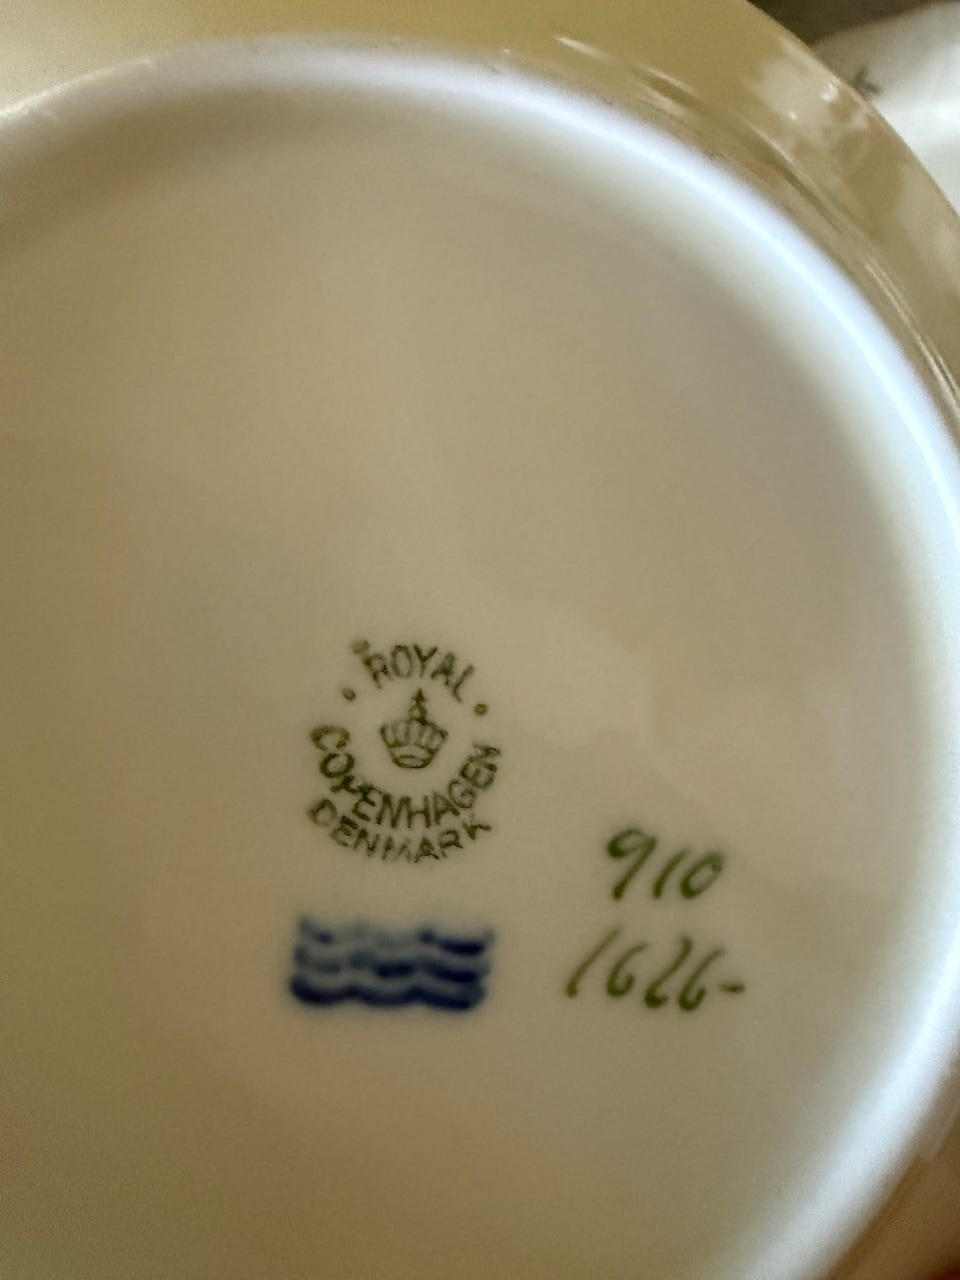 ROYAL
COPENHAGEN
DENMARK
910
1626-